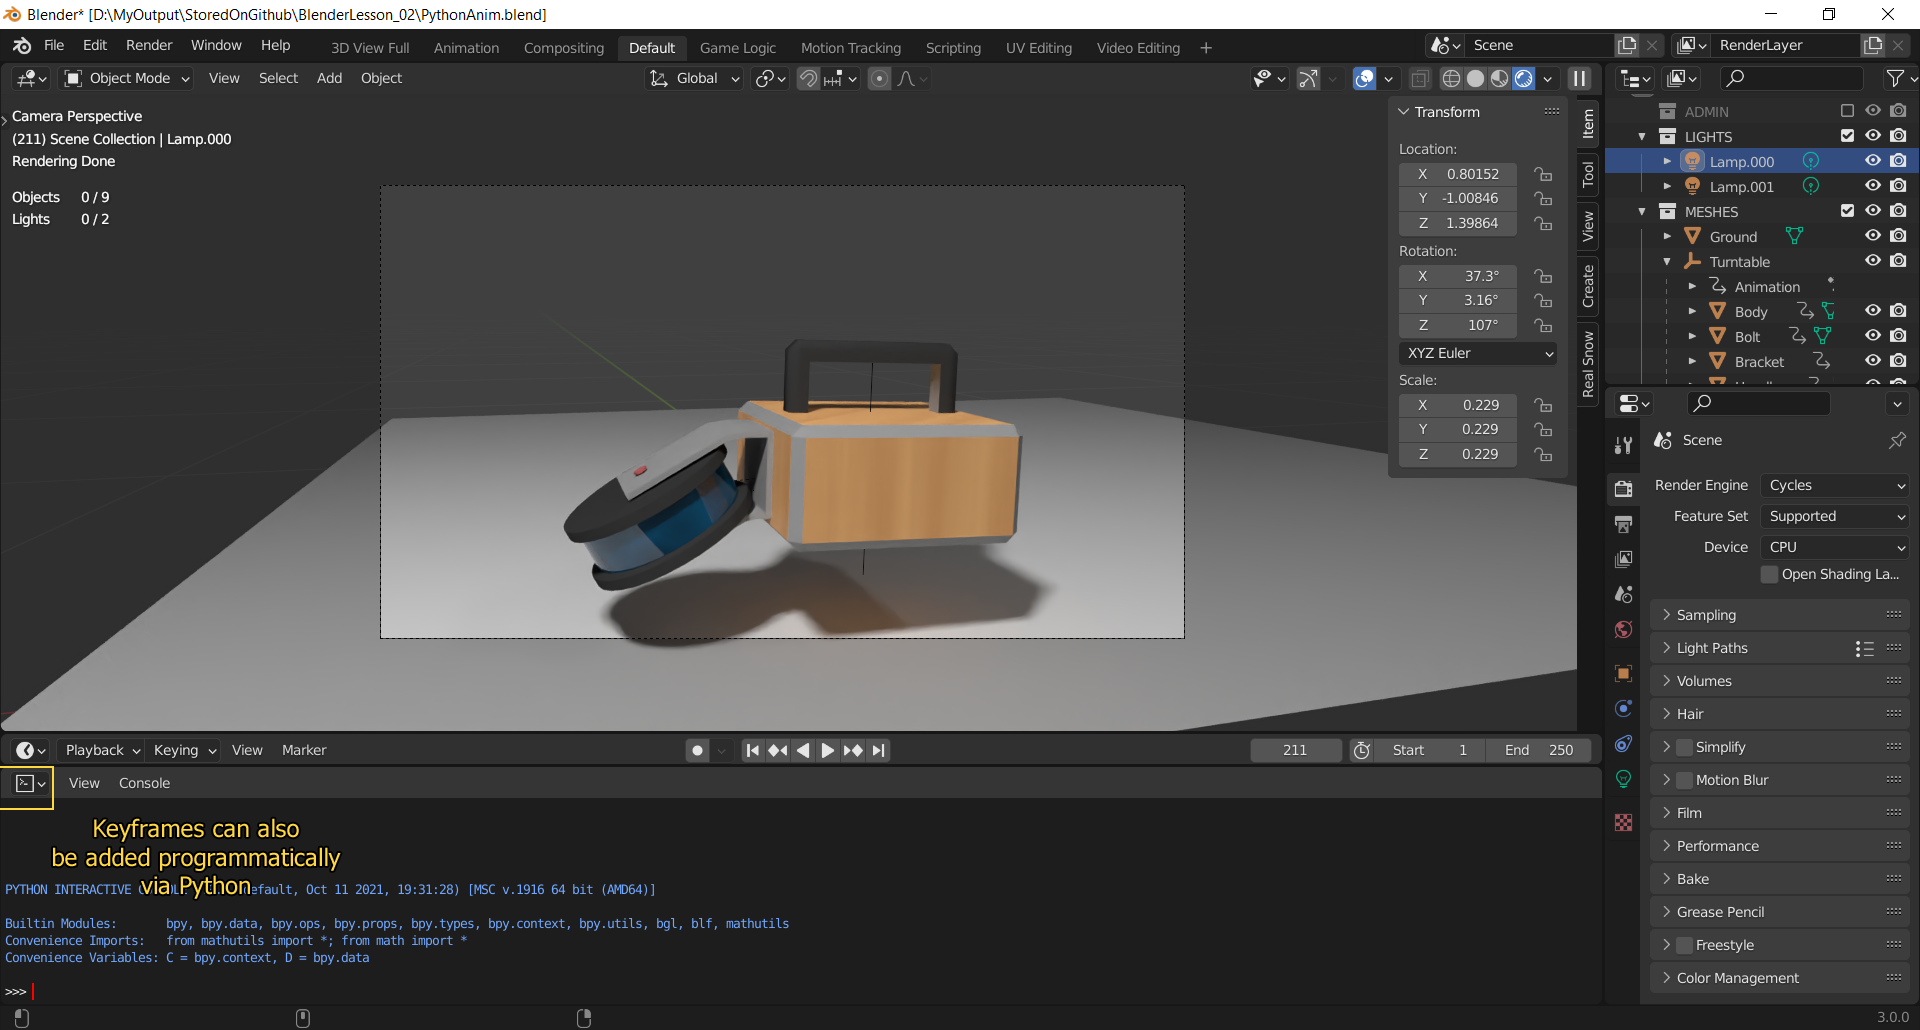 Blender* [D:\MyOutput\StoredOnGithub\BlenderLesson_02\PythonAnim.blend]
File Edit Render Window Help 3D View Full Animation Compositing Default Game Logic Motion Tracking Scripting UV Editing Video Editing + Scene RenderLayer
Object Mode View Select Add Object Global
Camera Perspective
(211) Scene Collection | Lamp.000
Rendering Done
Objects 0 / 9
Lights 0 / 2
Transform
Location:
X 0.80152
Y -1.00846
Z 1.39864
Rotation:
X 37.3°
Y 3.16°
Z 107°
XYZ Euler
Scale:
X 0.229
Y 0.229
Z 0.229
Item
Tool
View
Create
Real Snow
ADMIN
LIGHTS
Lamp.000
Lamp.001
MESHES
Ground
Turntable
Animation
Body
Bolt
Bracket
Scene
Render Engine Cycles
Feature Set Supported
Device CPU
Open Shading La...
Sampling
Light Paths
Volumes
Hair
Simplify
Motion Blur
Film
Performance
Bake
Grease Pencil
Freestyle
Color Management
Playback Keying View Marker 211 Start 1 End 250
View Console
Keyframes can also
be added programmatically
via Python
PYTHON INTERACTIVE efault, Oct 11 2021, 19:31:28) [MSC v.1916 64 bit (AMD64)]
Builtin Modules: bpy, bpy.data, bpy.ops, bpy.props, bpy.types, bpy.context, bpy.utils, bgl, blf, mathutils
Convenience Imports: from mathutils import *; from math import *
Convenience Variables: C = bpy.context, D = bpy.data
>>>
3.0.0